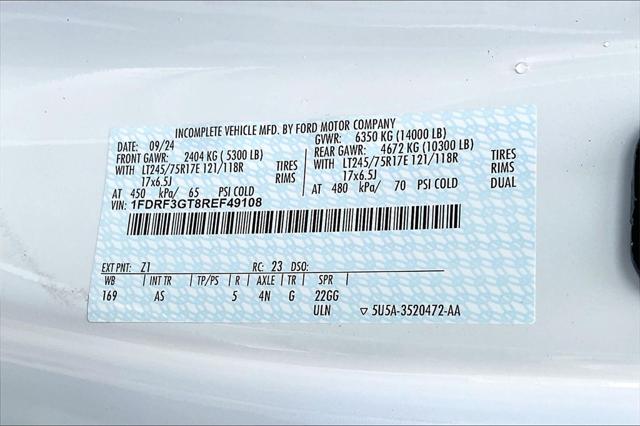 INCOMPLETE VEHICLE MFD. BY FORD MOTOR COMPANY
DATE: 09/24 GVWR: 6350 KG (14000 LB)
FRONT GAWR: 2404 KG (5300 LB) REAR GAWR: 4672 KG (10300 LB)
WITH LT245/75R17E 121/118R TIRES WITH LT245/75R17E 121/118R TIRES
17x6.5J RIMS 17x6.5J RIMS
AT 450 kPa/ 65 PSI COLD AT 480 kPa/ 70 PSI COLD DUAL
VIN: 1FDRF3GT8REF49108
EXT PNT: Z1 RC: 23 DSO:
WB INT TR TP/PS R AXLE TR SPR
169 AS 5 4N G 22GG
ULN ▽ 5U5A-3520472-AA